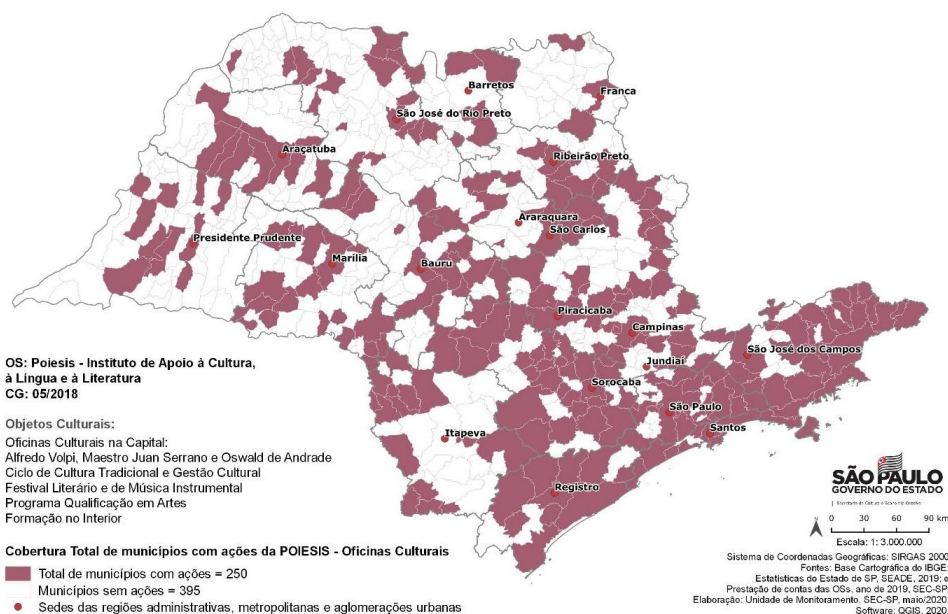 Barretos
Franca
São José do Rio Preto
Araçatuba
Ribeirão Preto
Araraquara
São Carlos
Presidente Prudente
Marília
Bauru
Piracicaba
Campinas
São José dos Campos
Jundiaí
Sorocaba
São Paulo
Santos
Itapeva
Registro
OS: Poiesis - Instituto de Apoio à Cultura,
à Língua e à Literatura
CG: 05/2018
Objetos Culturais:
Oficinas Culturais na Capital:
Alfredo Volpi, Maestro Juan Serrano e Oswald de Andrade
Ciclo de Cultura Tradicional e Gestão Cultural
Festival Literário e de Música Instrumental
Programa Qualificação em Artes
Formação no Interior
Cobertura Total de municípios com ações da POIESIS - Oficinas Culturais
Total de municípios com ações = 250
Municípios sem ações = 395
Sedes das regiões administrativas, metropolitanas e aglomerações urbanas
SÃO PAULO
GOVERNO DO ESTADO
Secretaria de Cultura e Economia Criativa
N
0 30 60 90 km
Escala: 1: 3.000.000
Sistema de Coordenadas Geográficas: SIRGAS 2000
Fontes: Base Cartográfica do IBGE;
Estatísticas do Estado de SP, SEADE, 2019; e
Prestação de contas das OSs, ano de 2019, SEC-SP.
Elaboração: Unidade de Monitoramento, SEC-SP, maio/2020.
Software: QGIS, 2020.